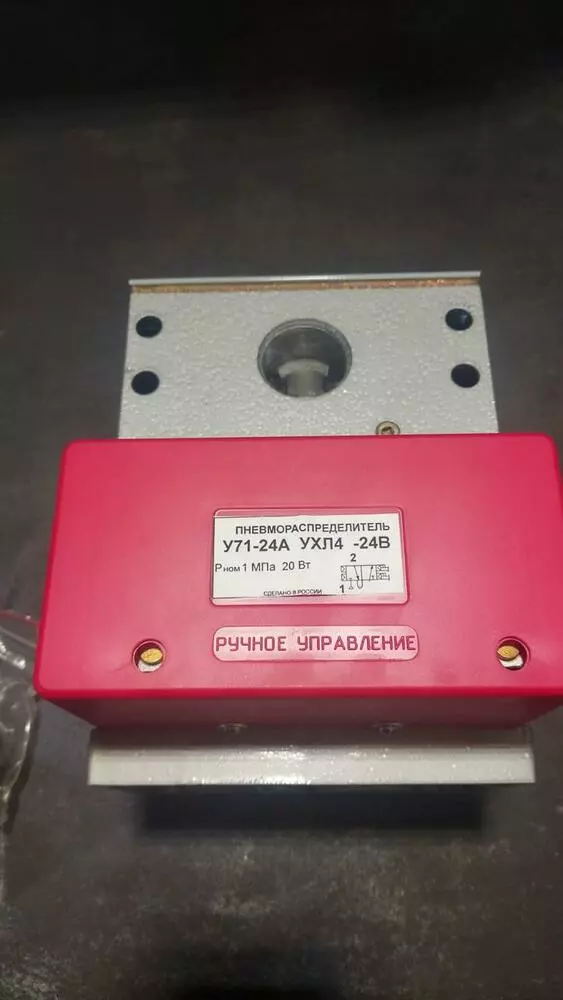 ПНЕВМОРАСПРЕДЕЛИТЕЛЬ
У71-24А УХЛ4 -24В
Рном 1 МПа 20 Вт
2
1
СДЕЛАНО В РОССИИ
РУЧНОЕ УПРАВЛЕНИЕ